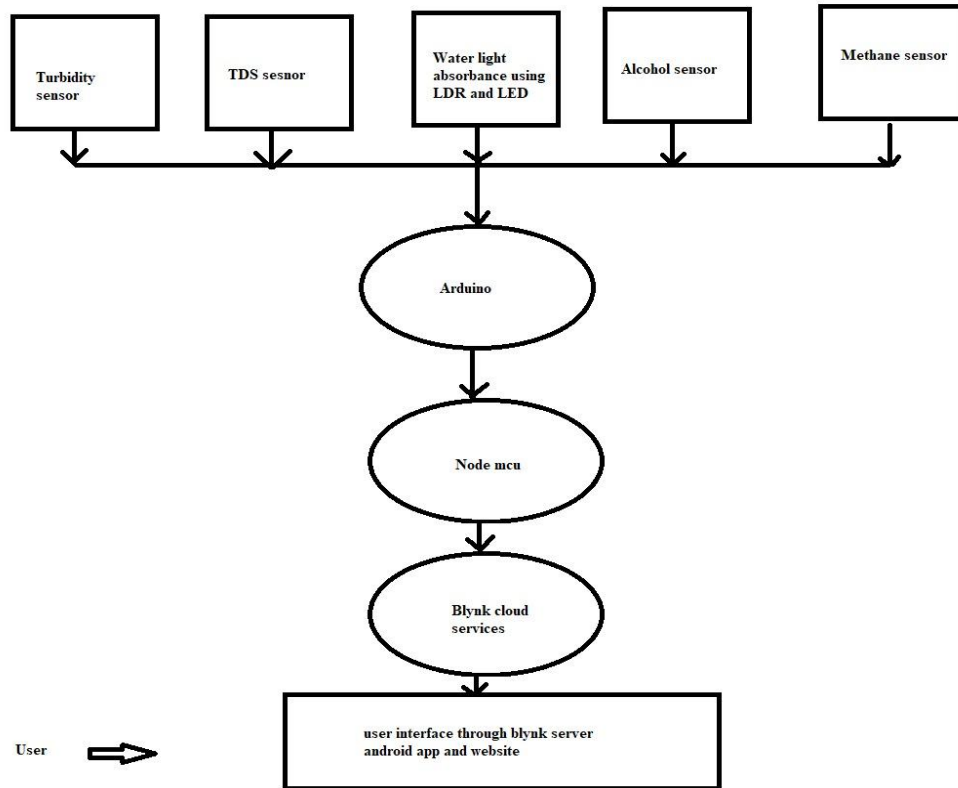 Turbidity
sensor
TDS sesnor
Water light
absorbance using
LDR and LED
Alcohol sensor
Methane sensor
Arduino
Node mcu
Blynk cloud
services
user interface through blynk server
android app and website
User